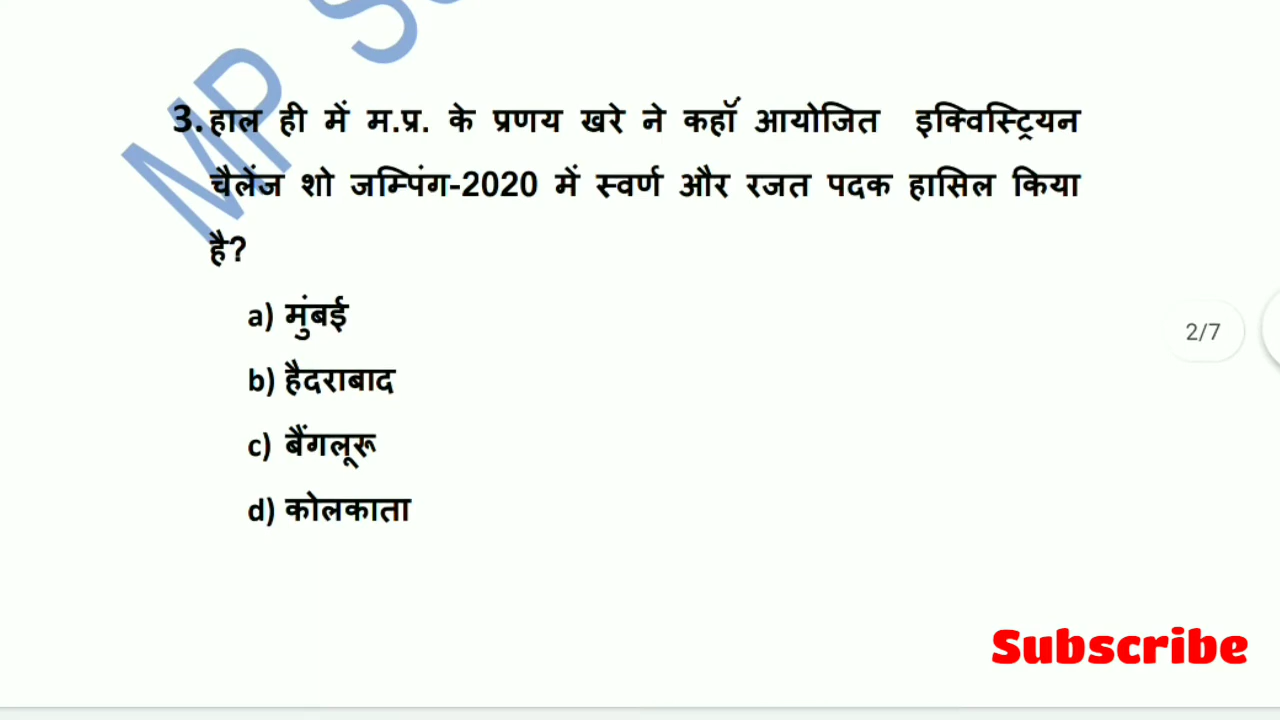 MP
3. हाल ही में म.प्र. के प्रणय खरे ने कहॉं आयोजित इक्विस्ट्रियन
चैलेंज शो जम्पिंग-2020 में स्वर्ण और रजत पदक हासिल किया
है?
a) मुंबई
2/7
b) हैदराबाद
c) बैंगलूरू
d) कोलकाता
Subscribe